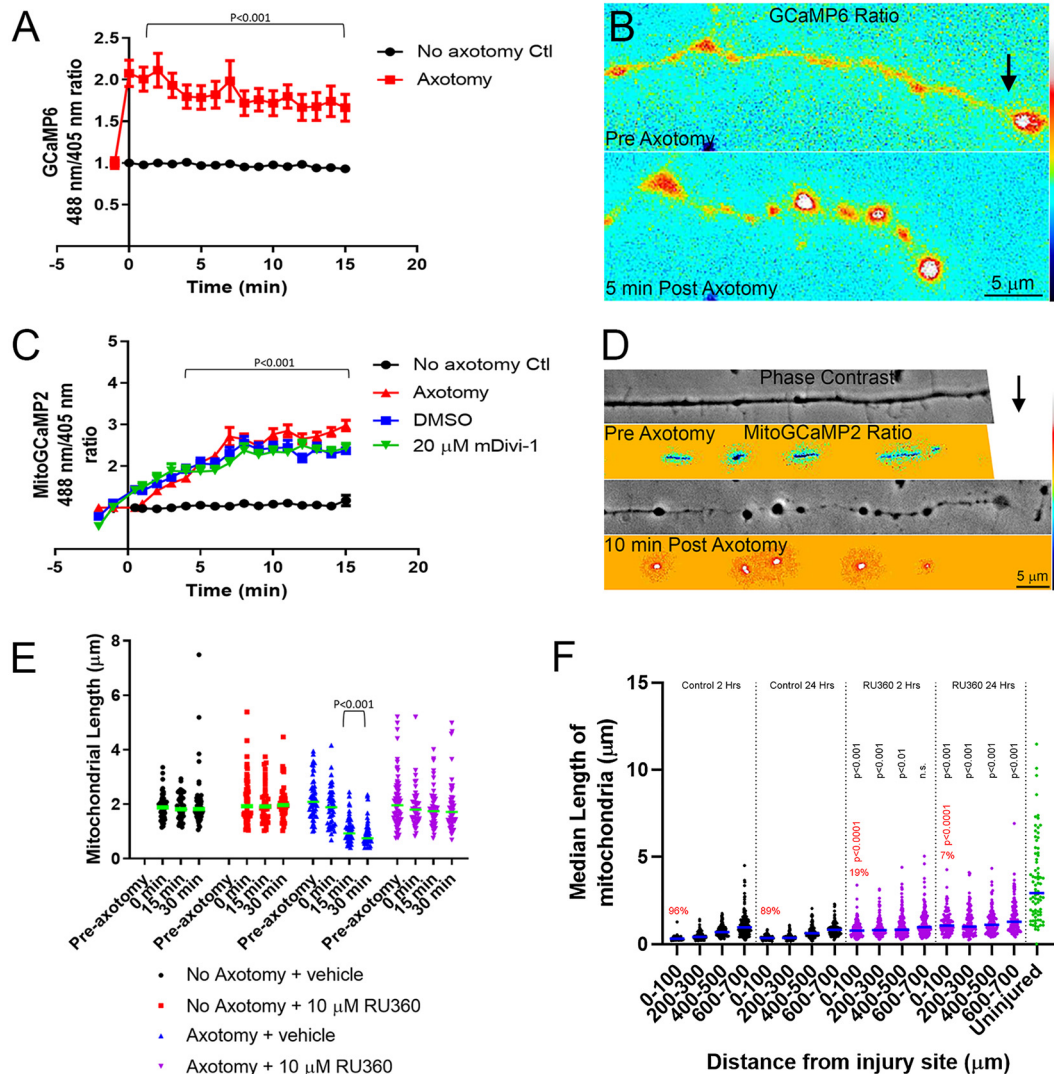 A
P<0.001
2.5
2.0
1.5
1.0
0.5
GCaMP6
488 nm/405 nm ratio
-5
0
5
10
15
20
Time (min)
No axotomy Ctl
Axotomy
B
GCaMP6 Ratio
Pre Axotomy
5 min Post Axotomy
5 μm
C
P<0.001
5
4
3
2
1
MitoGCaMP2
488 nm/405 nm
ratio
-5
0
5
10
15
20
Time (min)
No axotomy Ctl
Axotomy
DMSO
20 μM mDivi-1
D
Phase Contrast
Pre Axotomy
MitoGCaMP2 Ratio
10 min Post Axotomy
5 μm
E
8
6
4
2
0
Mitochondrial Length (μm)
P<0.001
Pre-axotomy
0 min
15 min
30 min
Pre-axotomy
0 min
15 min
30 min
Pre-axotomy
0 min
15 min
30 min
Pre-axotomy
0 min
15 min
30 min
No Axotomy + vehicle
No Axotomy + 10 μM RU360
Axotomy + vehicle
Axotomy + 10 μM RU360
F
15
10
5
0
Median Length of
mitochondria (μm)
Control 2 Hrs
Control 24 Hrs
RU360 2 Hrs
RU360 24 Hrs
p<0.001
p<0.001
p<0.01
n.s.
p<0.001
p<0.001
p<0.001
p<0.001
p<0.0001
p<0.0001
96%
89%
19%
7%
0-100
200-300
400-500
600-700
0-100
200-300
400-500
600-700
0-100
200-300
400-500
600-700
0-100
200-300
400-500
600-700
Uninjured
Distance from injury site (μm)